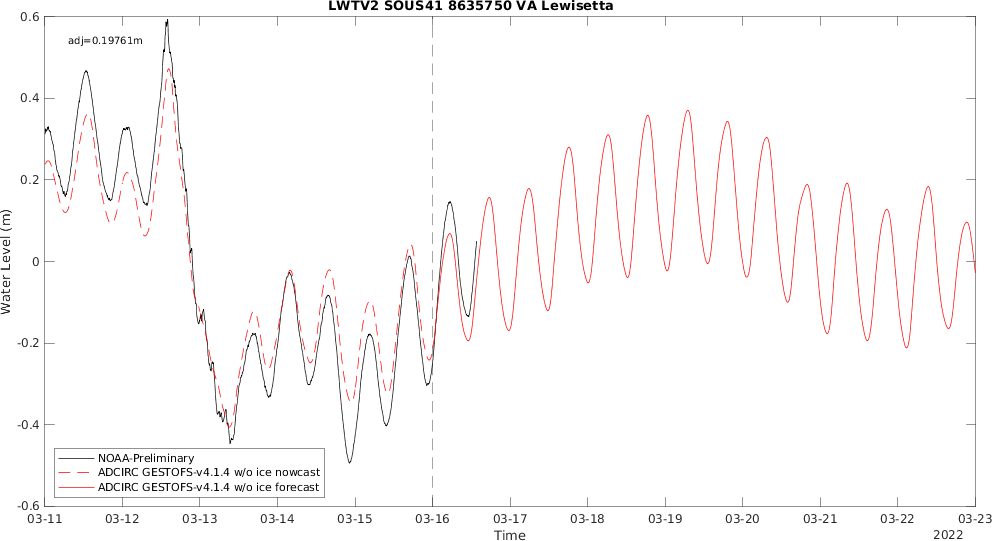 LWTV2 SOUS41 8635750 VA Lewisetta
adj=0.19761m
0.6
0.4
0.2
0
-0.2
-0.4
-0.6
Water Level (m)
NOAA-Preliminary
ADCIRC GESTOFS-v4.1.4 w/o ice nowcast
ADCIRC GESTOFS-v4.1.4 w/o ice forecast
03-11 03-12 03-13 03-14 03-15 03-16 03-17 03-18 03-19 03-20 03-21 03-22 03-23
Time
2022